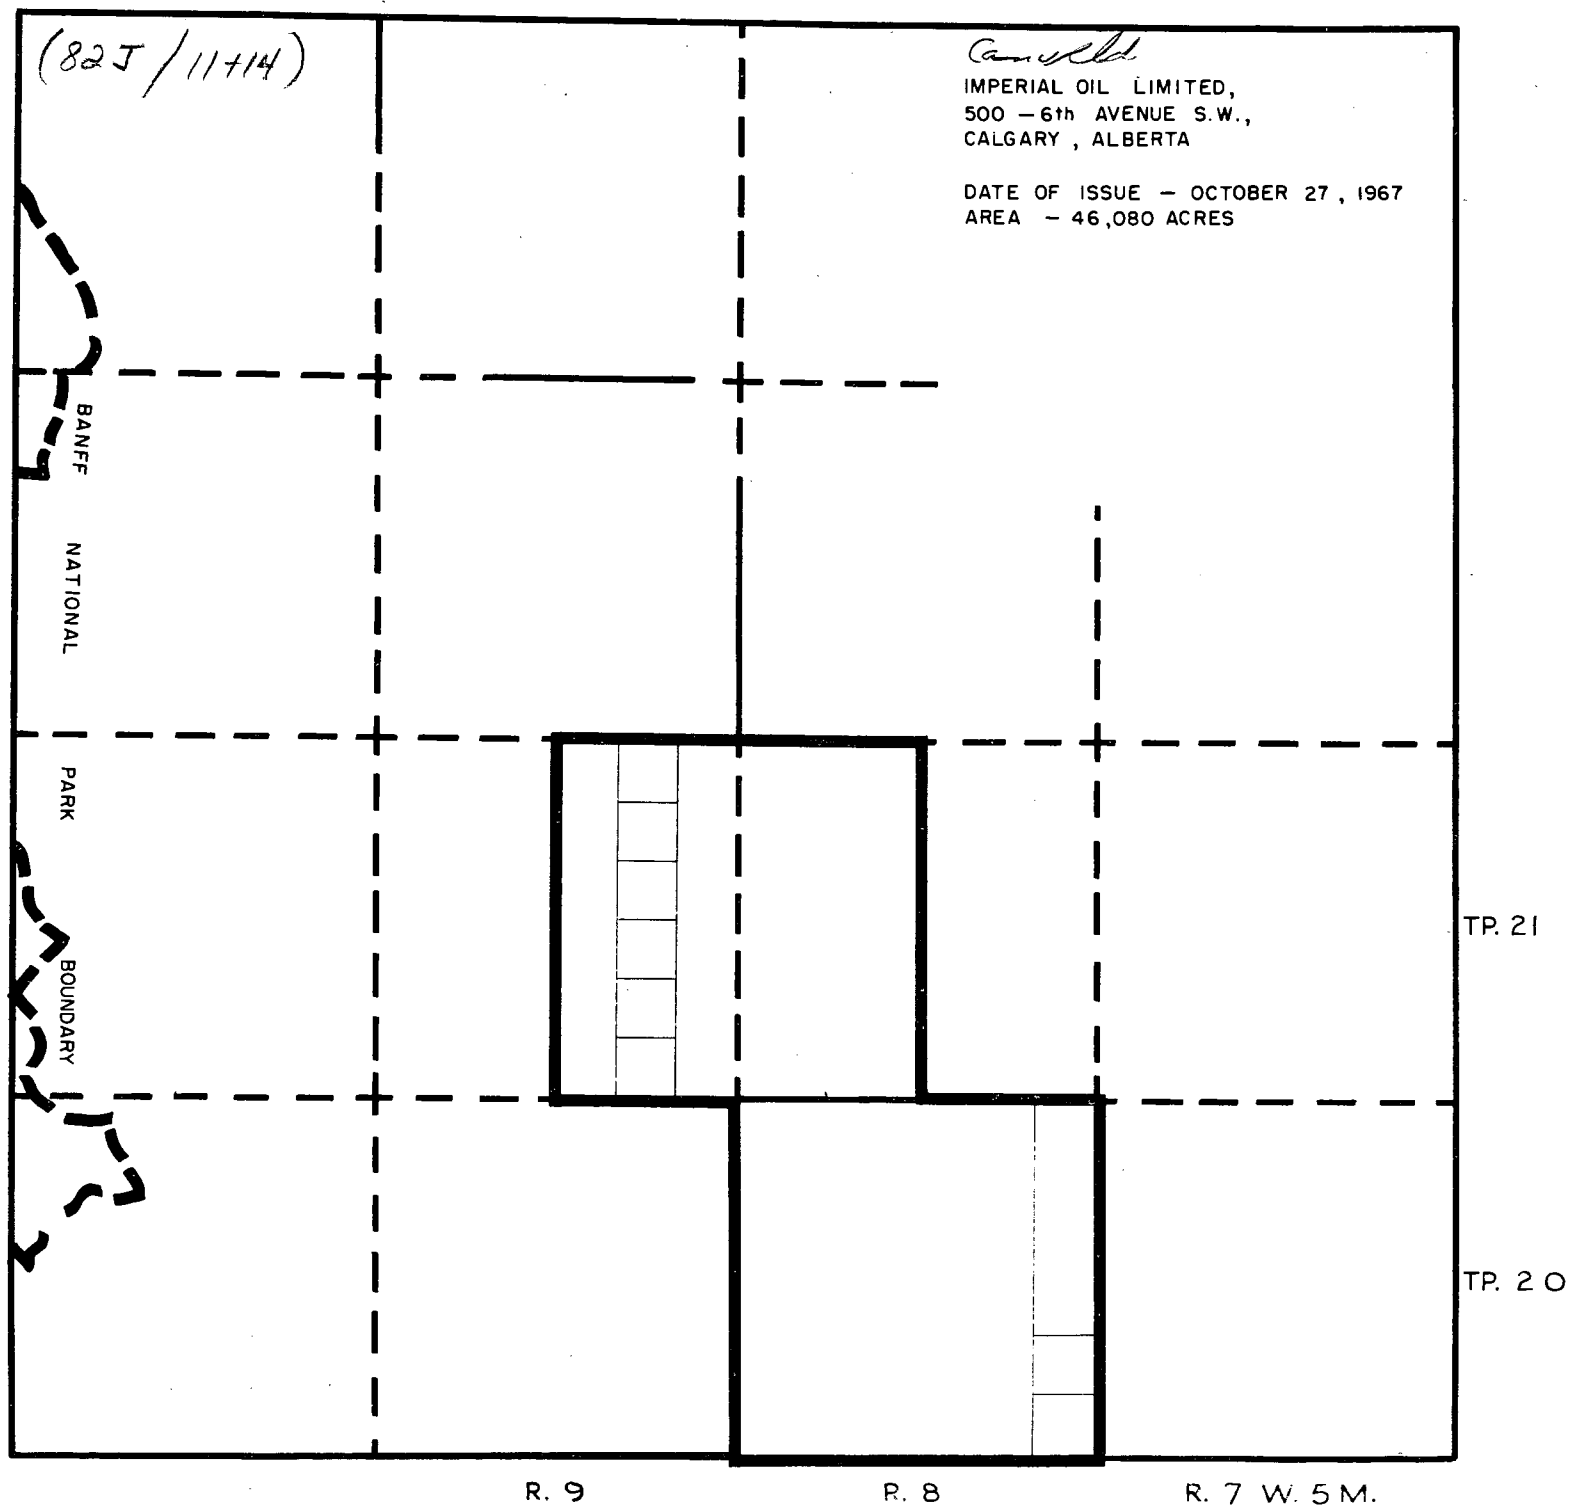 (82J/11+14)
IMPERIAL OIL LIMITED,
500 – 6th AVENUE S.W.,
CALGARY, ALBERTA
DATE OF ISSUE – OCTOBER 27, 1967
AREA – 46,080 ACRES
BANFF NATIONAL PARK BOUNDARY
TP. 21
TP. 20
R. 9
R. 8
R. 7 W. 5 M.